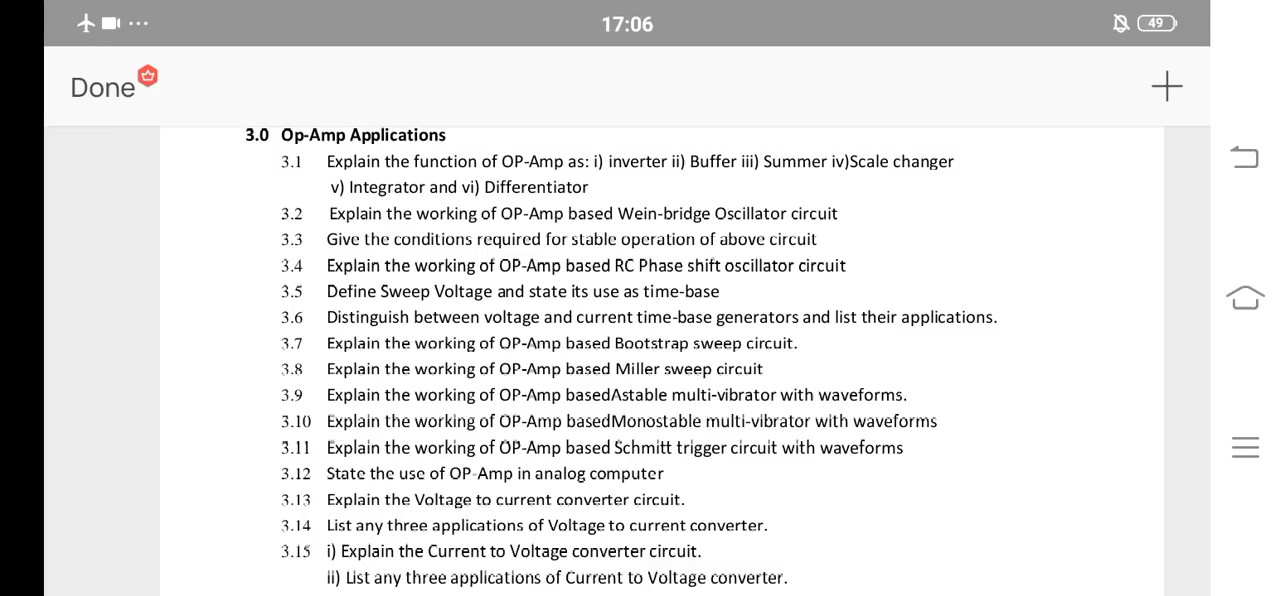 17:06
49
Done
3.0 Op-Amp Applications
3.1 Explain the function of OP-Amp as: i) inverter ii) Buffer iii) Summer iv)Scale changer
v) Integrator and vi) Differentiator
3.2 Explain the working of OP-Amp based Wein-bridge Oscillator circuit
3.3 Give the conditions required for stable operation of above circuit
3.4 Explain the working of OP-Amp based RC Phase shift oscillator circuit
3.5 Define Sweep Voltage and state its use as time-base
3.6 Distinguish between voltage and current time-base generators and list their applications.
3.7 Explain the working of OP-Amp based Bootstrap sweep circuit.
3.8 Explain the working of OP-Amp based Miller sweep circuit
3.9 Explain the working of OP-Amp basedAstable multi-vibrator with waveforms.
3.10 Explain the working of OP-Amp basedMonostable multi-vibrator with waveforms
3.11 Explain the working of OP-Amp based Schmitt trigger circuit with waveforms
3.12 State the use of OP-Amp in analog computer
3.13 Explain the Voltage to current converter circuit.
3.14 List any three applications of Voltage to current converter.
3.15 i) Explain the Current to Voltage converter circuit.
ii) List any three applications of Current to Voltage converter.